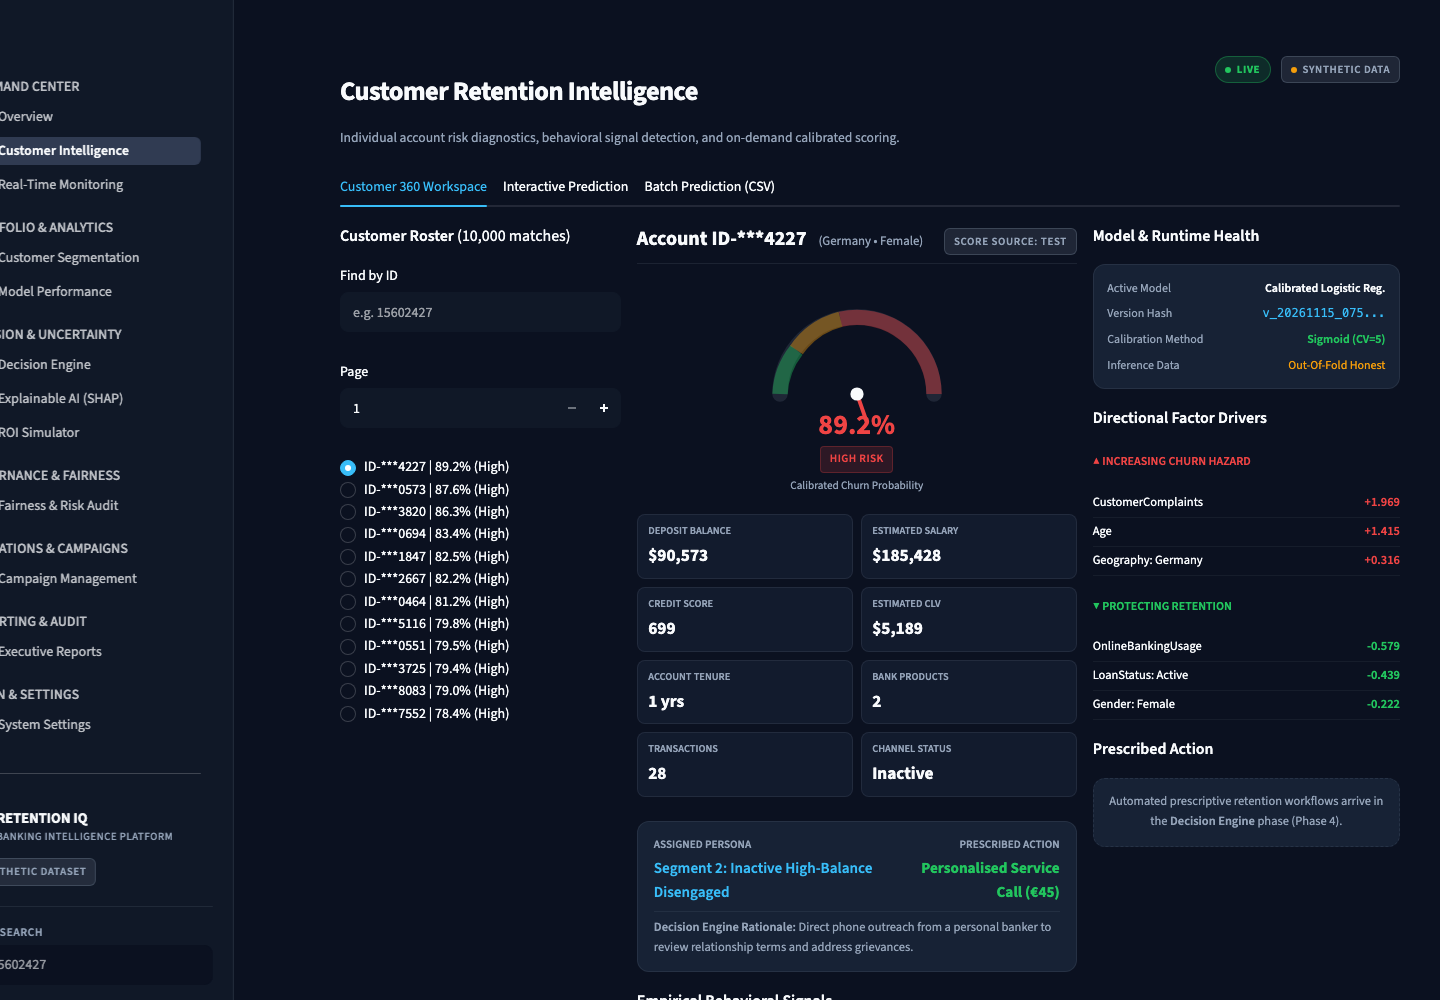 MAND CENTER
Overview
Customer Intelligence
Real-Time Monitoring
FOLIO & ANALYTICS
Customer Segmentation
Model Performance
ION & UNCERTAINTY
Decision Engine
Explainable AI (SHAP)
ROI Simulator
RNANCE & FAIRNESS
Fairness & Risk Audit
ATIONS & CAMPAIGNS
Campaign Management
RTING & AUDIT
Executive Reports
N & SETTINGS
System Settings
RETENTION IQ
BANKING INTELLIGENCE PLATFORM
THETIC DATASET
SEARCH
5602427
LIVE
SYNTHETIC DATA
Customer Retention Intelligence
Individual account risk diagnostics, behavioral signal detection, and on-demand calibrated scoring.
Customer 360 Workspace
Interactive Prediction
Batch Prediction (CSV)
Customer Roster (10,000 matches)
Find by ID
e.g. 15602427
Page
1
ID-***4227 | 89.2% (High)
ID-***0573 | 87.6% (High)
ID-***3820 | 86.3% (High)
ID-***0694 | 83.4% (High)
ID-***1847 | 82.5% (High)
ID-***2667 | 82.2% (High)
ID-***0464 | 81.2% (High)
ID-***5116 | 79.8% (High)
ID-***0551 | 79.5% (High)
ID-***3725 | 79.4% (High)
ID-***8083 | 79.0% (High)
ID-***7552 | 78.4% (High)
Account ID-***4227 (Germany • Female)
SCORE SOURCE: TEST
89.2%
HIGH RISK
Calibrated Churn Probability
DEPOSIT BALANCE
$90,573
ESTIMATED SALARY
$185,428
CREDIT SCORE
699
ESTIMATED CLV
$5,189
ACCOUNT TENURE
1 yrs
BANK PRODUCTS
2
TRANSACTIONS
28
CHANNEL STATUS
Inactive
ASSIGNED PERSONA
Segment 2: Inactive High-Balance
Disengaged
PRESCRIBED ACTION
Personalised Service
Call (€45)
Decision Engine Rationale: Direct phone outreach from a personal banker to
review relationship terms and address grievances.
Empirical Behavioral Signals
Model & Runtime Health
Active Model Calibrated Logistic Reg.
Version Hash v_20261115_075...
Calibration Method Sigmoid (CV=5)
Inference Data Out-Of-Fold Honest
Directional Factor Drivers
▲ INCREASING CHURN HAZARD
CustomerComplaints +1.969
Age +1.415
Geography: Germany +0.316
▼ PROTECTING RETENTION
OnlineBankingUsage -0.579
LoanStatus: Active -0.439
Gender: Female -0.222
Prescribed Action
Automated prescriptive retention workflows arrive in
the Decision Engine phase (Phase 4).